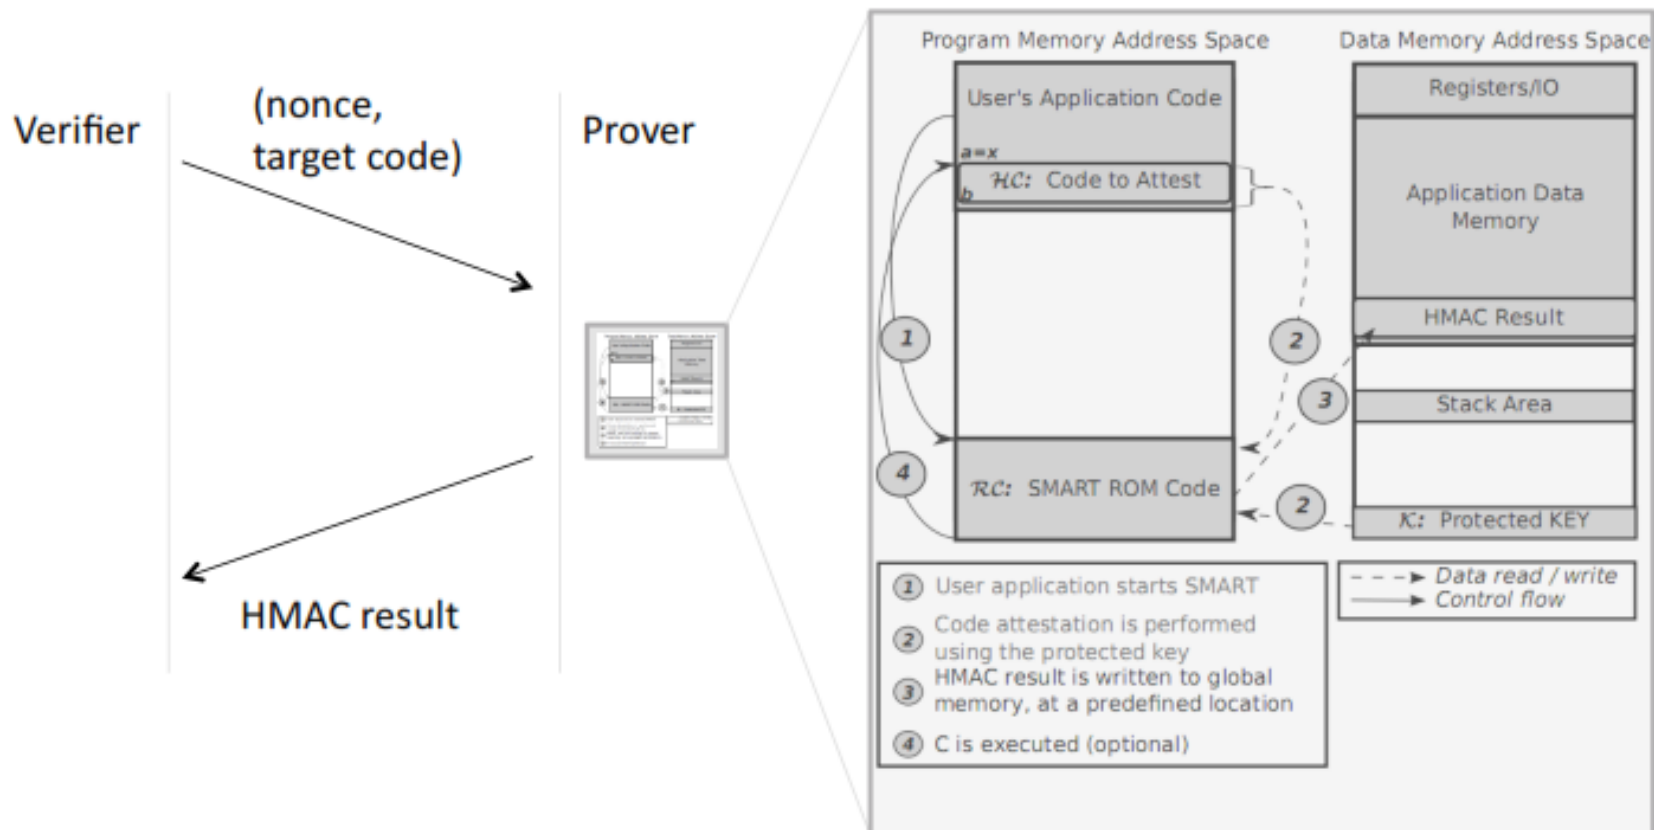 Verifier
(nonce,
target code)
Prover
HMAC result
Program Memory Address Space
Data Memory Address Space
User's Application Code
a=x
HC: Code to Attest
b
RC: SMART ROM Code
Registers/IO
Application Data
Memory
HMAC Result
Stack Area
K: Protected KEY
1
2
3
4
2
1 User application starts SMART
2 Code attestation is performed
using the protected key
3 HMAC result is written to global
memory, at a predefined location
4 C is executed (optional)
Data read / write
Control flow